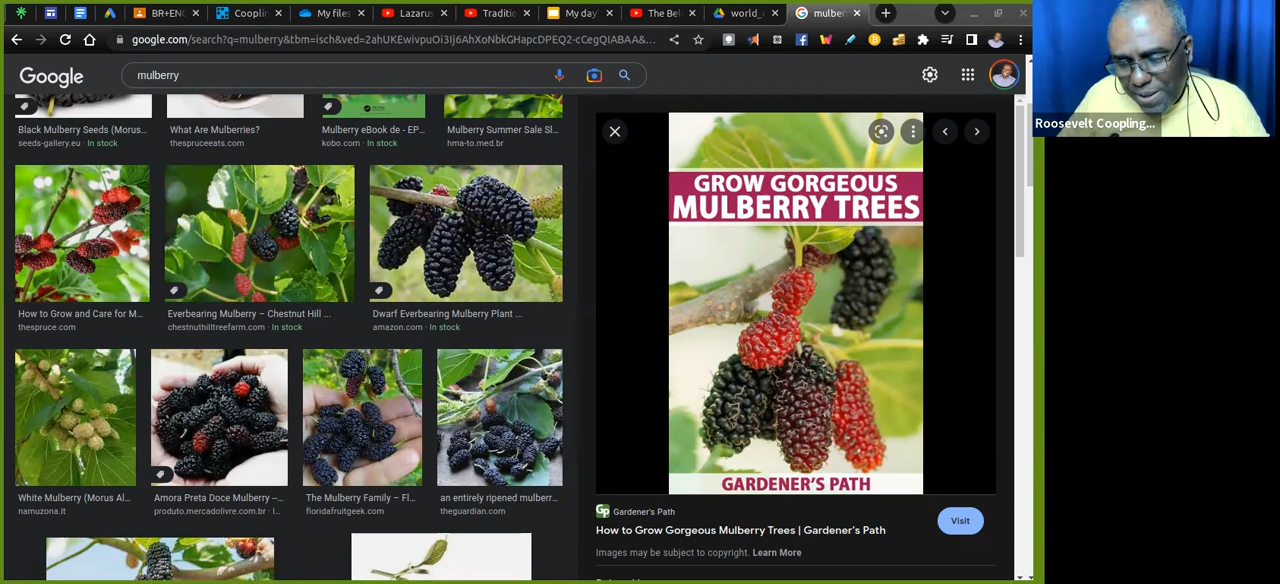 BR+EN
Cooplin
My files
Lazarus
Traditio
My day
The Bel
world_
mulber
google.com/search?q=mulberry&tbm=isch&ved=2ahUKEwivpuOi3Ij6AhXoNbkGHapcDPEQ2-cCegQIABAA&...
Roosevelt Coopling...
Google
mulberry
Black Mulberry Seeds (Morus...
seeds-gallery.eu · In stock
What Are Mulberries?
thespruceeats.com
Mulberry eBook de - EP...
kobo.com · In stock
Mulberry Summer Sale Sl...
hma-to.med.br
How to Grow and Care for M...
thespruce.com
Everbearing Mulberry – Chestnut Hill ...
chestnuthilltreefarm.com · In stock
Dwarf Everbearing Mulberry Plant ...
amazon.com · In stock
White Mulberry (Morus Al...
namuzona.lt
Amora Preta Doce Mulberry –...
produto.mercadolivre.com.br · I...
The Mulberry Family – Fl...
floridafruitgeek.com
an entirely ripened mulberr...
theguardian.com
GROW GORGEOUS
MULBERRY TREES
GARDENER'S PATH
Gp Gardener's Path
How to Grow Gorgeous Mulberry Trees | Gardener's Path
Visit
Images may be subject to copyright. Learn More